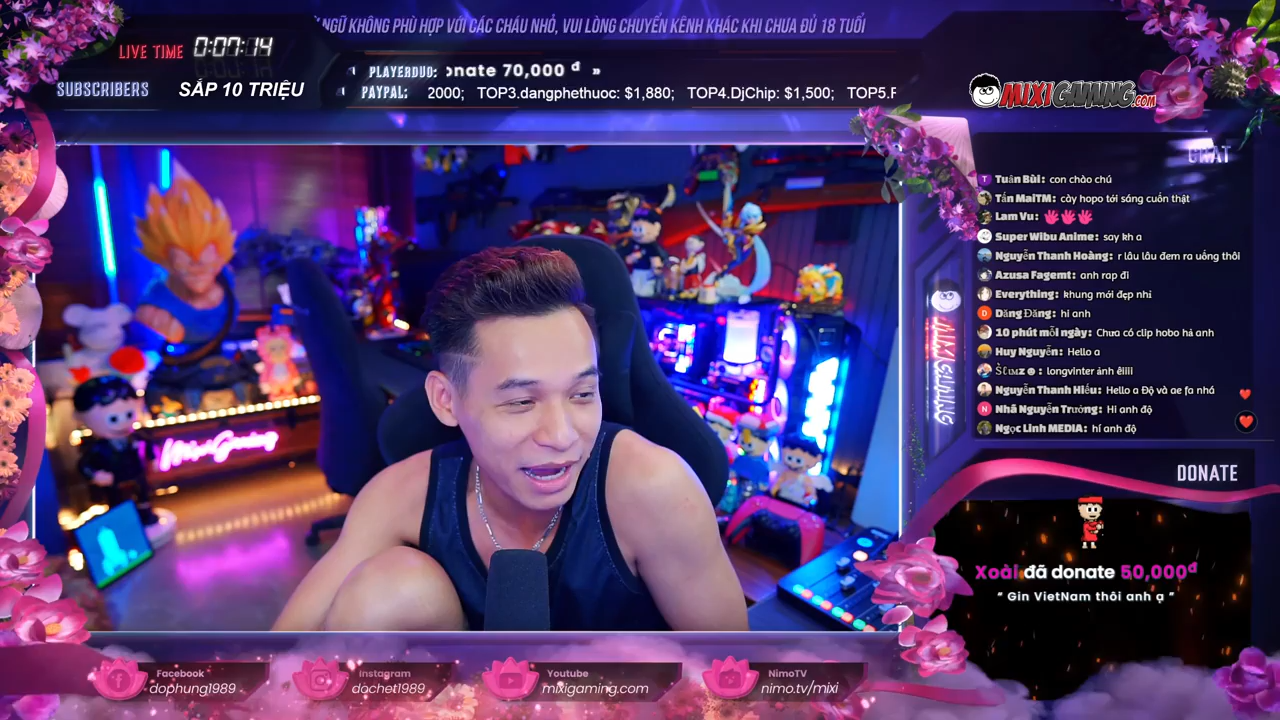 NGỮ KHÔNG PHÙ HỢP VỚI CÁC CHÁU NHỎ, VUI LÒNG CHUYỂN KÊNH KHÁC KHI CHƯA ĐỦ 18 TUỔI
LIVE TIME 0:07:14
SUBSCRIBERS SẮP 10 TRIỆU
PLAYERDUO: onate 70,000 đ »
PAYPAL: 2000; TOP3.dangphethuoc: $1,880; TOP4.DjChip: $1,500; TOP5.
MIXIGAMING.com
CHAT
T Tuấn Bùi: con chào chú
Tấn MaiTM: cày hopo tới sáng cuốn thật
Lam Vu:
Super Wibu Anime: say kh a
Nguyễn Thanh Hoàng: r lâu lâu đem ra uống thôi
Azusa Fagemt: anh rap đi
Everything: khung mới đẹp nhỉ
D Dăng Đăng: hi anh
10 phút mỗi ngày: Chưa có clip hobo hả anh
Huy Nguyễn: Hello a
longvinter ảnh êiiii
Nguyễn Thanh Hiếu: Hello a Độ và ae fa nhá
N Nhã Nguyễn Trường: Hi anh độ
Ngọc Linh MEDIA: hí anh độ
MIXIGAMING
MixiGaming
DONATE
Xoài đã donate 50,000đ
“ Gin VietNam thôi anh ạ ”
Facebook
dophung1989
Instagram
dochet1989
Youtube
mixigaming.com
NimoTV
nimo.tv/mixi